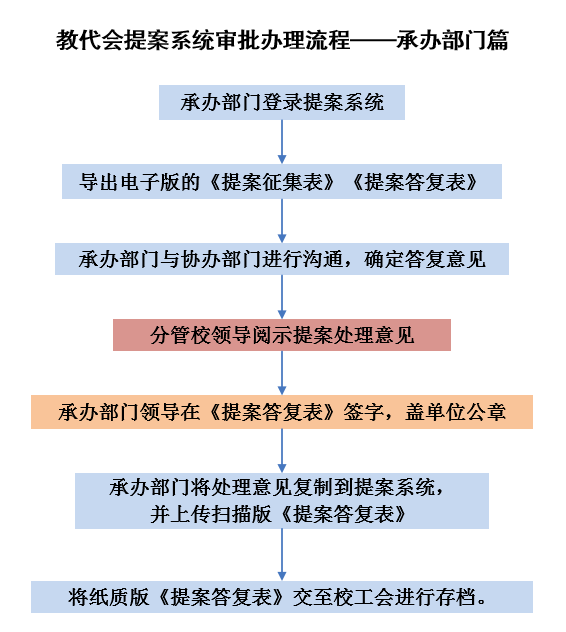 教代会提案系统审批办理流程——承办部门篇
承办部门登录提案系统
导出电子版的《提案征集表》《提案答复表》
承办部门与协办部门进行沟通，确定答复意见
分管校领导阅示提案处理意见
承办部门领导在《提案答复表》签字，盖单位公章
承办部门将处理意见复制到提案系统，
并上传扫描版《提案答复表》
将纸质版《提案答复表》交至校工会进行存档。